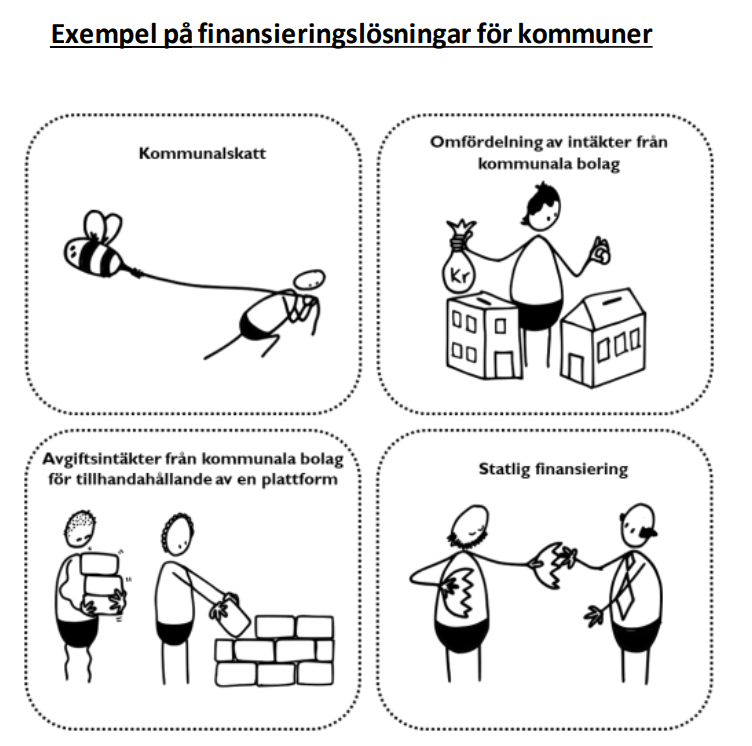 Exempel på finansieringslösningar för kommuner
Kommunalskatt
Omfördelning av intäkter från
kommunala bolag
Kr
Avgiftsintäkter från kommunala bolag
för tillhandahållande av en plattform
Statlig finansiering